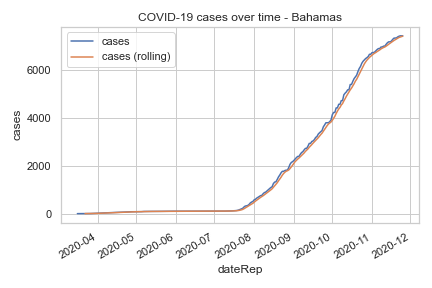 COVID-19 cases over time - Bahamas
cases
cases (rolling)
6000
4000
2000
0
cases
2020-04
2020-05
2020-06
2020-07
2020-08
2020-09
2020-10
2020-11
2020-12
dateRep